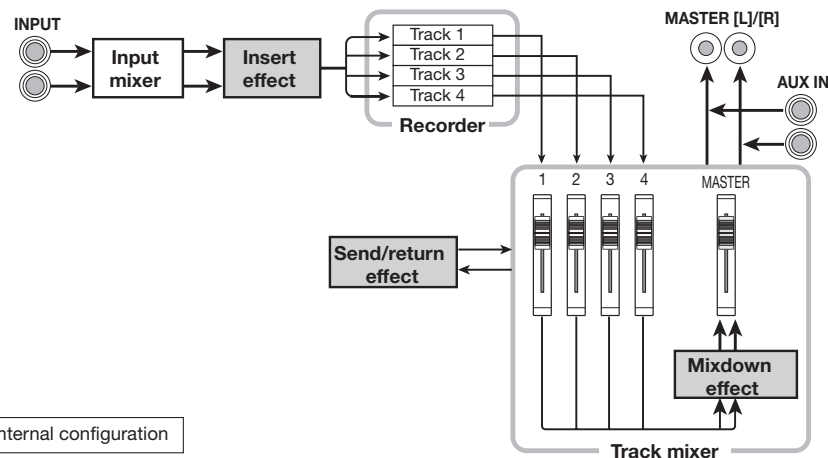 INPUT
Input
mixer
Insert
effect
Track 1
Track 2
Track 3
Track 4
Recorder
MASTER [L]/[R]
AUX IN
1 2 3 4 MASTER
Send/return
effect
Mixdown
effect
Track mixer
nternal configuration